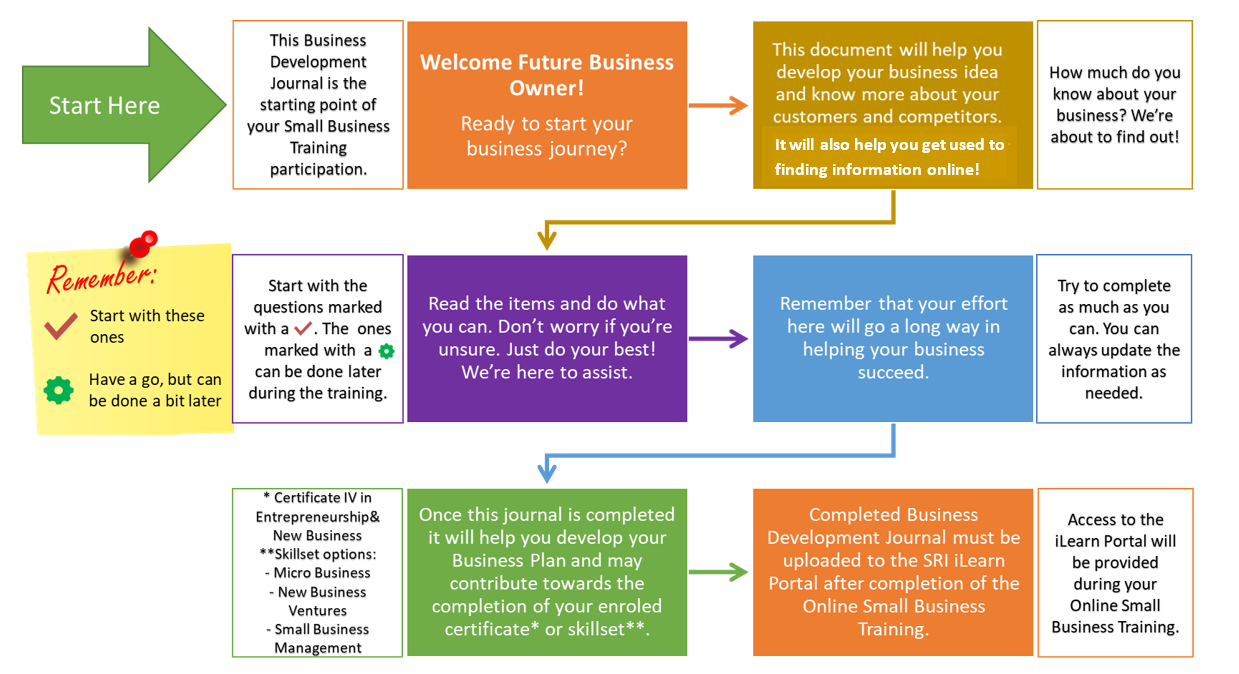 Start Here
This Business
Development
Journal is the
starting point of
your Small Business
Training
participation.
Welcome Future Business
Owner!
Ready to start your
business journey?
This document will help you
develop your business idea
and know more about your
customers and competitors.
It will also help you get used to
finding information online!
How much do you
know about your
business? We're
about to find out!
Remember:
Start with these
ones
Have a go, but can
be done a bit later
Start with the
questions marked
with a ✓. The ones
marked with a ⚙
can be done later
during the training.
Read the items and do what
you can. Don't worry if you're
unsure. Just do your best!
We're here to assist.
Remember that your effort
here will go a long way in
helping your business
succeed.
Try to complete
as much as you
can. You can
always update the
information as
needed.
* Certificate IV in
Entrepreneurship&
New Business
**Skillset options:
- Micro Business
- New Business
Ventures
- Small Business
Management
Once this journal is completed
it will help you develop your
Business Plan and may
contribute towards the
completion of your enroled
certificate* or skillset**.
Completed Business
Development Journal must be
uploaded to the SRI iLearn
Portal after completion of the
Online Small Business
Training.
Access to the
iLearn Portal will
be provided
during your
Online Small
Business Training.